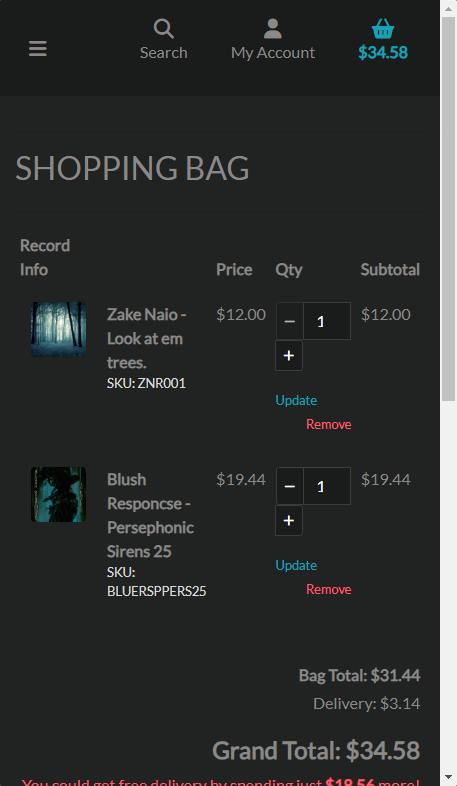 Search
My Account
$34.58
SHOPPING BAG
Record
Info
Price
Qty
Subtotal
Zake Naio -
Look at em
trees.
SKU: ZNR001
$12.00
1
$12.00
Update
Remove
Blush
Responcse -
Persephonic
Sirens 25
SKU:
BLUERSPPERS25
$19.44
1
$19.44
Update
Remove
Bag Total: $31.44
Delivery: $3.14
Grand Total: $34.58
You could get free delivery by spending just $18.56 more!